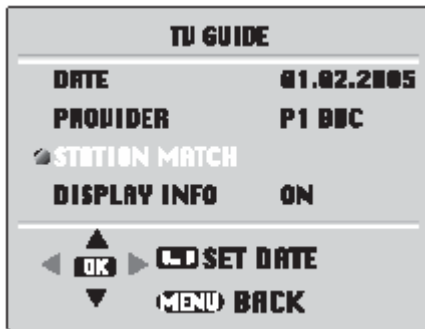 TV GUIDE
DATE 01.02.2005
PROVIDER P1 BBC
STATION MATCH
DISPLAY INFO ON
OK SET DATE
MENU BACK